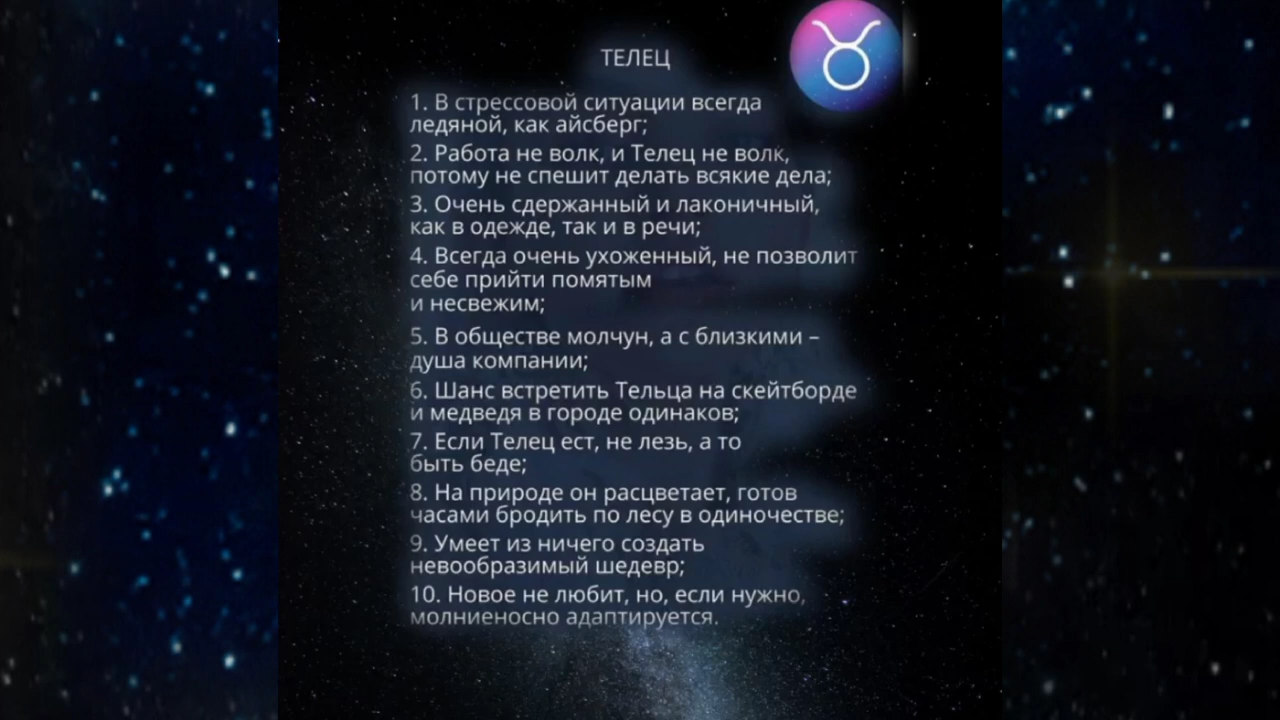 ТЕЛЕЦ
1. В стрессовой ситуации всегда
ледяной, как айсберг;
2. Работа не волк, и Телец не волк,
потому не спешит делать всякие дела;
3. Очень сдержанный и лаконичный,
как в одежде, так и в речи;
4. Всегда очень ухоженный, не позволит
себе прийти помятым
и несвежим;
5. В обществе молчун, а с близкими –
душа компании;
6. Шанс встретить Тельца на скейтборде
и медведя в городе одинаков;
7. Если Телец ест, не лезь, а то
быть беде;
8. На природе он расцветает, готов
часами бродить по лесу в одиночестве;
9. Умеет из ничего создать
невообразимый шедевр;
10. Новое не любит, но, если нужно,
молниеносно адаптируется.